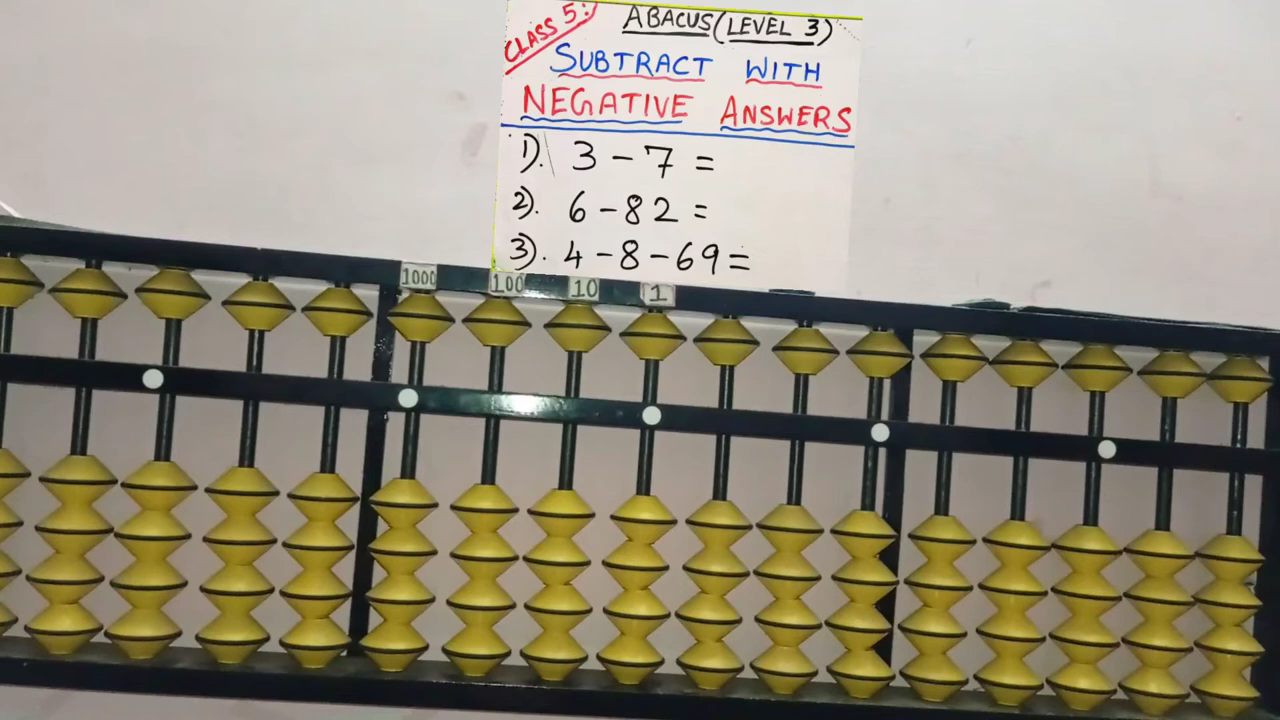 CLASS 5:
ABACUS (LEVEL 3)
SUBTRACT WITH
NEGATIVE ANSWERS
1). 3 - 7 =
2). 6 - 82 =
3). 4 - 8 - 69 =
1000 100 10 1